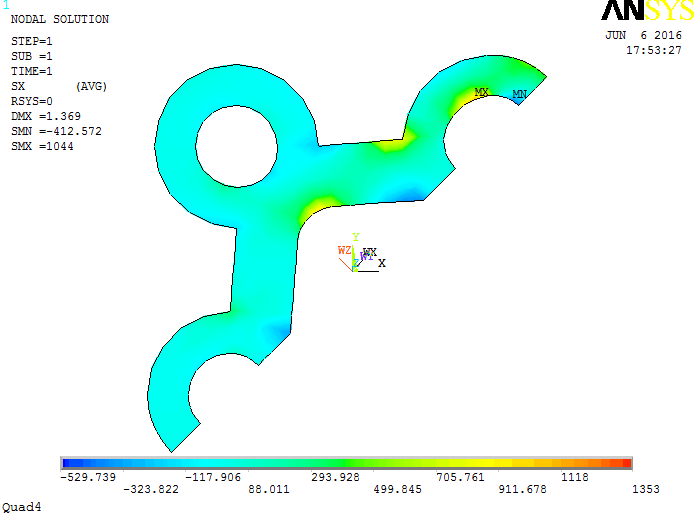 1
ANSYS
NODAL SOLUTION
JUN 6 2016
17:53:27
STEP=1
SUB =1
TIME=1
SX (AVG)
RSYS=0
DMX =1.369
SMN =-412.572
SMX =1044
MX
MN
Y
WZ
WX
WY
Z
X
-529.739 -117.906 293.928 705.761 1118
-323.822 88.011 499.845 911.678 1353
Quad4